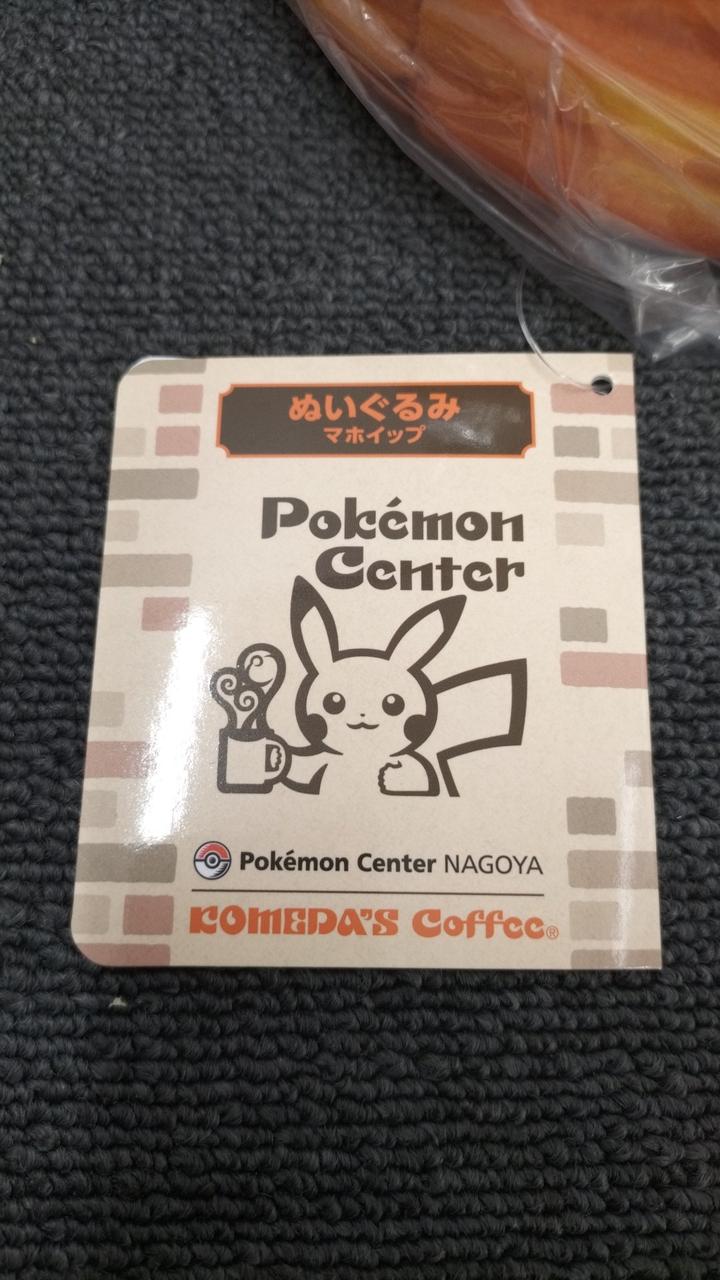 ぬいぐるみ
マホイップ
Pokémon
Center
Pokémon Center NAGOYA
KOMEDA'S Coffee®